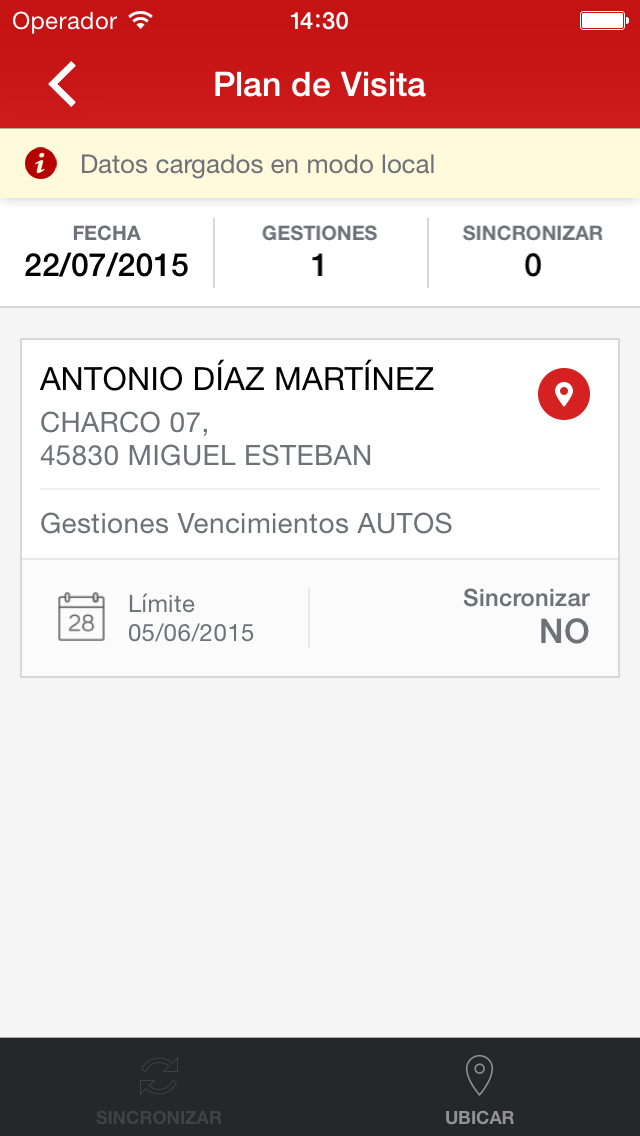 Operador 14:30
Plan de Visita
i Datos cargados en modo local
FECHA GESTIONES SINCRONIZAR
22/07/2015 1 0
ANTONIO DÍAZ MARTÍNEZ
CHARCO 07,
45830 MIGUEL ESTEBAN
Gestiones Vencimientos AUTOS
28
Límite
05/06/2015
Sincronizar
NO
SINCRONIZAR UBICAR